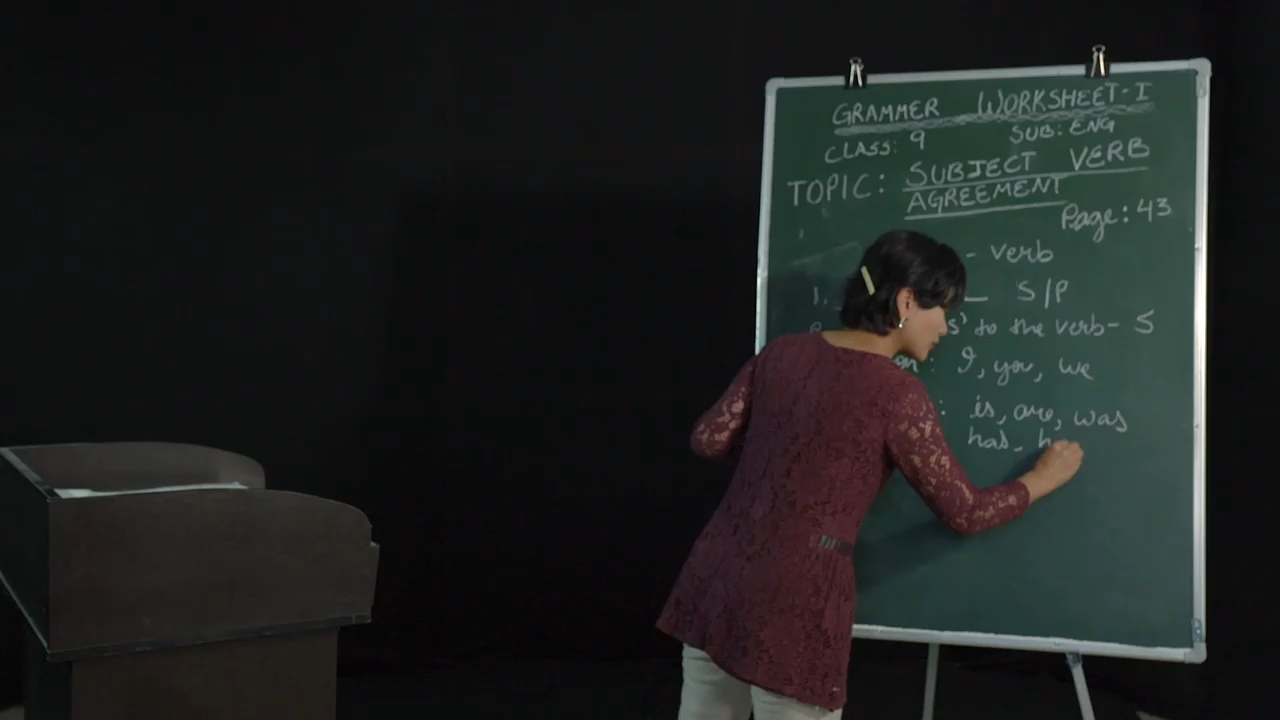 GRAMMER WORKSHEET-I
CLASS: 9 SUB: ENG
TOPIC: SUBJECT VERB
AGREEMENT
Page: 43
- verb
1. _ S/P
s' to the verb- S
: I, you, we
: is, are, was
has, h